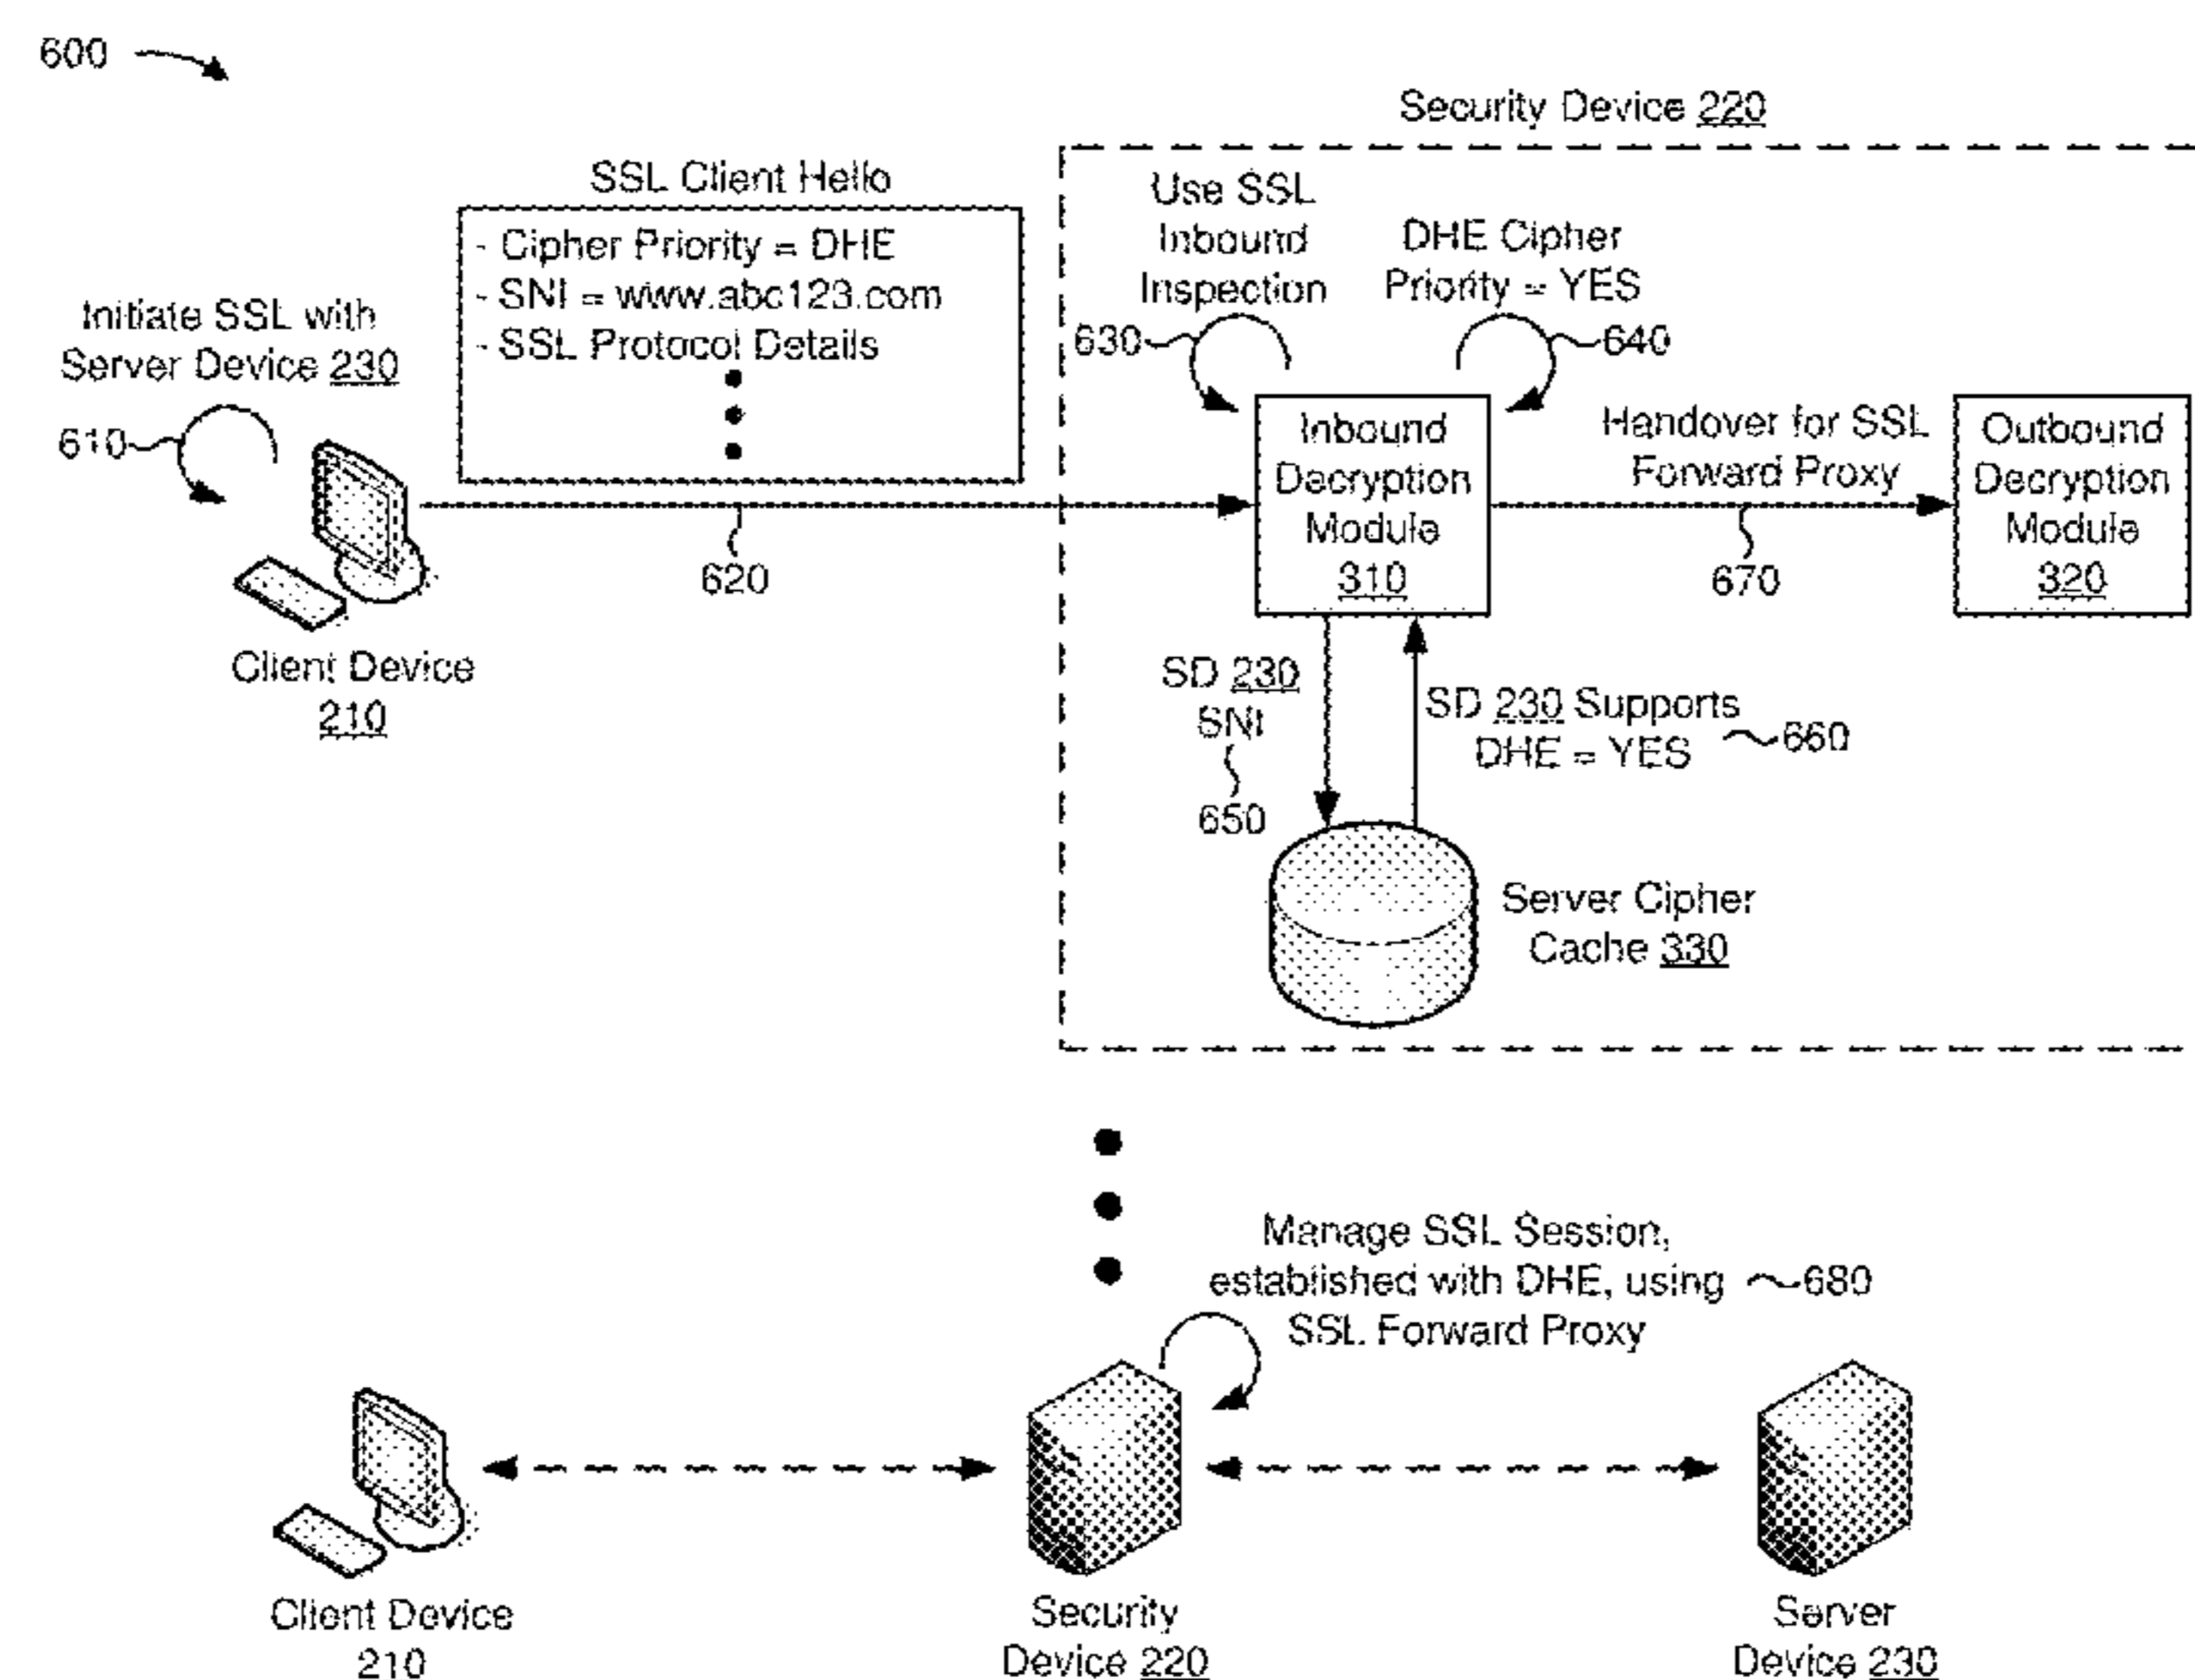 600
Security Device 220
SSL Client Hello
- Cipher Priority = DHE
- SNI = www.abc123.com
- SSL Protocol Details
Initiate SSL with
Server Device 230
610
620
Client Device
210
Use SSL
Inbound
Inspection
630
DHE Cipher
Priority = YES
640
Inbound
Decryption
Module
310
Handover for SSL
Forward Proxy
670
Outbound
Decryption
Module
320
SD 230
SNI
650
SD 230 Supports
DHE = YES
660
Server Cipher
Cache 330
Manage SSL Session,
established with DHE, using
SSL Forward Proxy
680
Client Device
210
Security
Device 220
Server
Device 230